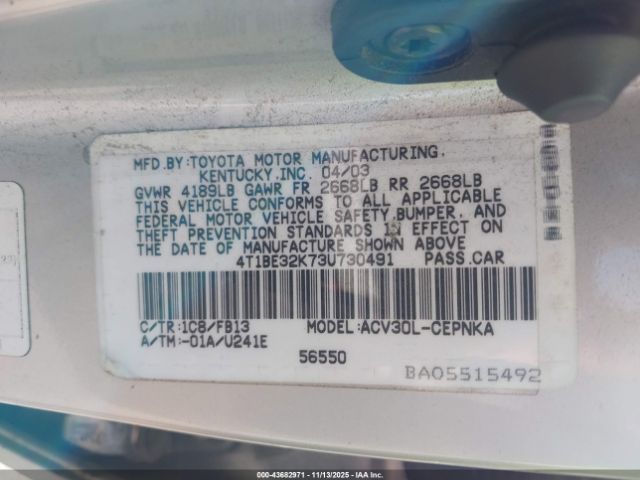 MFD.BY:TOYOTA MOTOR MANUFACTURING,
KENTUCKY,INC. 04/03
GVWR 4189LB GAWR FR 2668LB RR 2668LB
THIS VEHICLE CONFORMS TO ALL APPLICABLE
FEDERAL MOTOR VEHICLE SAFETY,BUMPER, AND
THEFT PREVENTION STANDARDS IN EFFECT ON
THE DATE OF MANUFACTURE SHOWN ABOVE
4T1BE32K73U730491 PASS.CAR
C/TR:1C8/FB13 MODEL:ACV30L-CEPNKA
A/TM:-01A/U241E
56550
BA05515492
© 43682971 - 11/13/2025 - IAA, Inc.